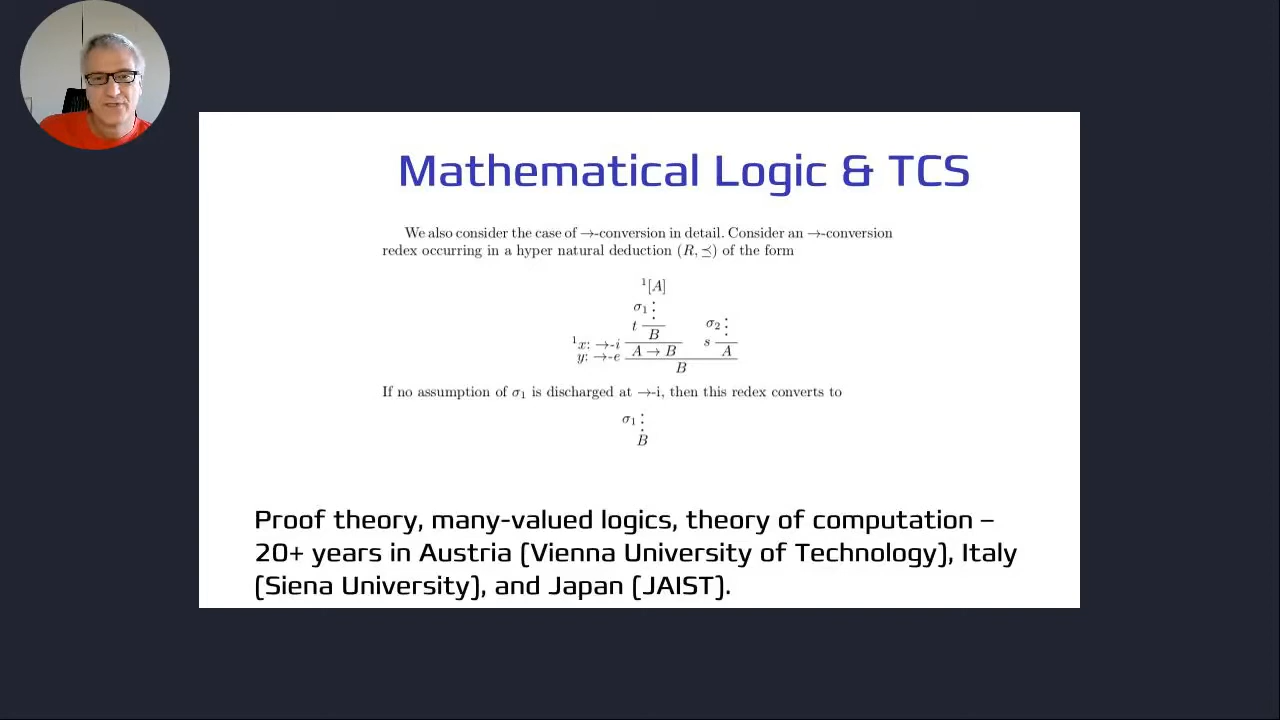 Mathematical Logic & TCS
We also consider the case of →-conversion in detail. Consider an →-conversion
redex occurring in a hyper natural deduction (R, ⪯) of the form
¹[A]
σ₁ ⋮
t B
σ₂ ⋮
¹x: →-i A → B s A
y: →-e B
If no assumption of σ₁ is discharged at →-i, then this redex converts to
σ₁ ⋮
B
Proof theory, many-valued logics, theory of computation –
20+ years in Austria (Vienna University of Technology), Italy
(Siena University), and Japan (JAIST).